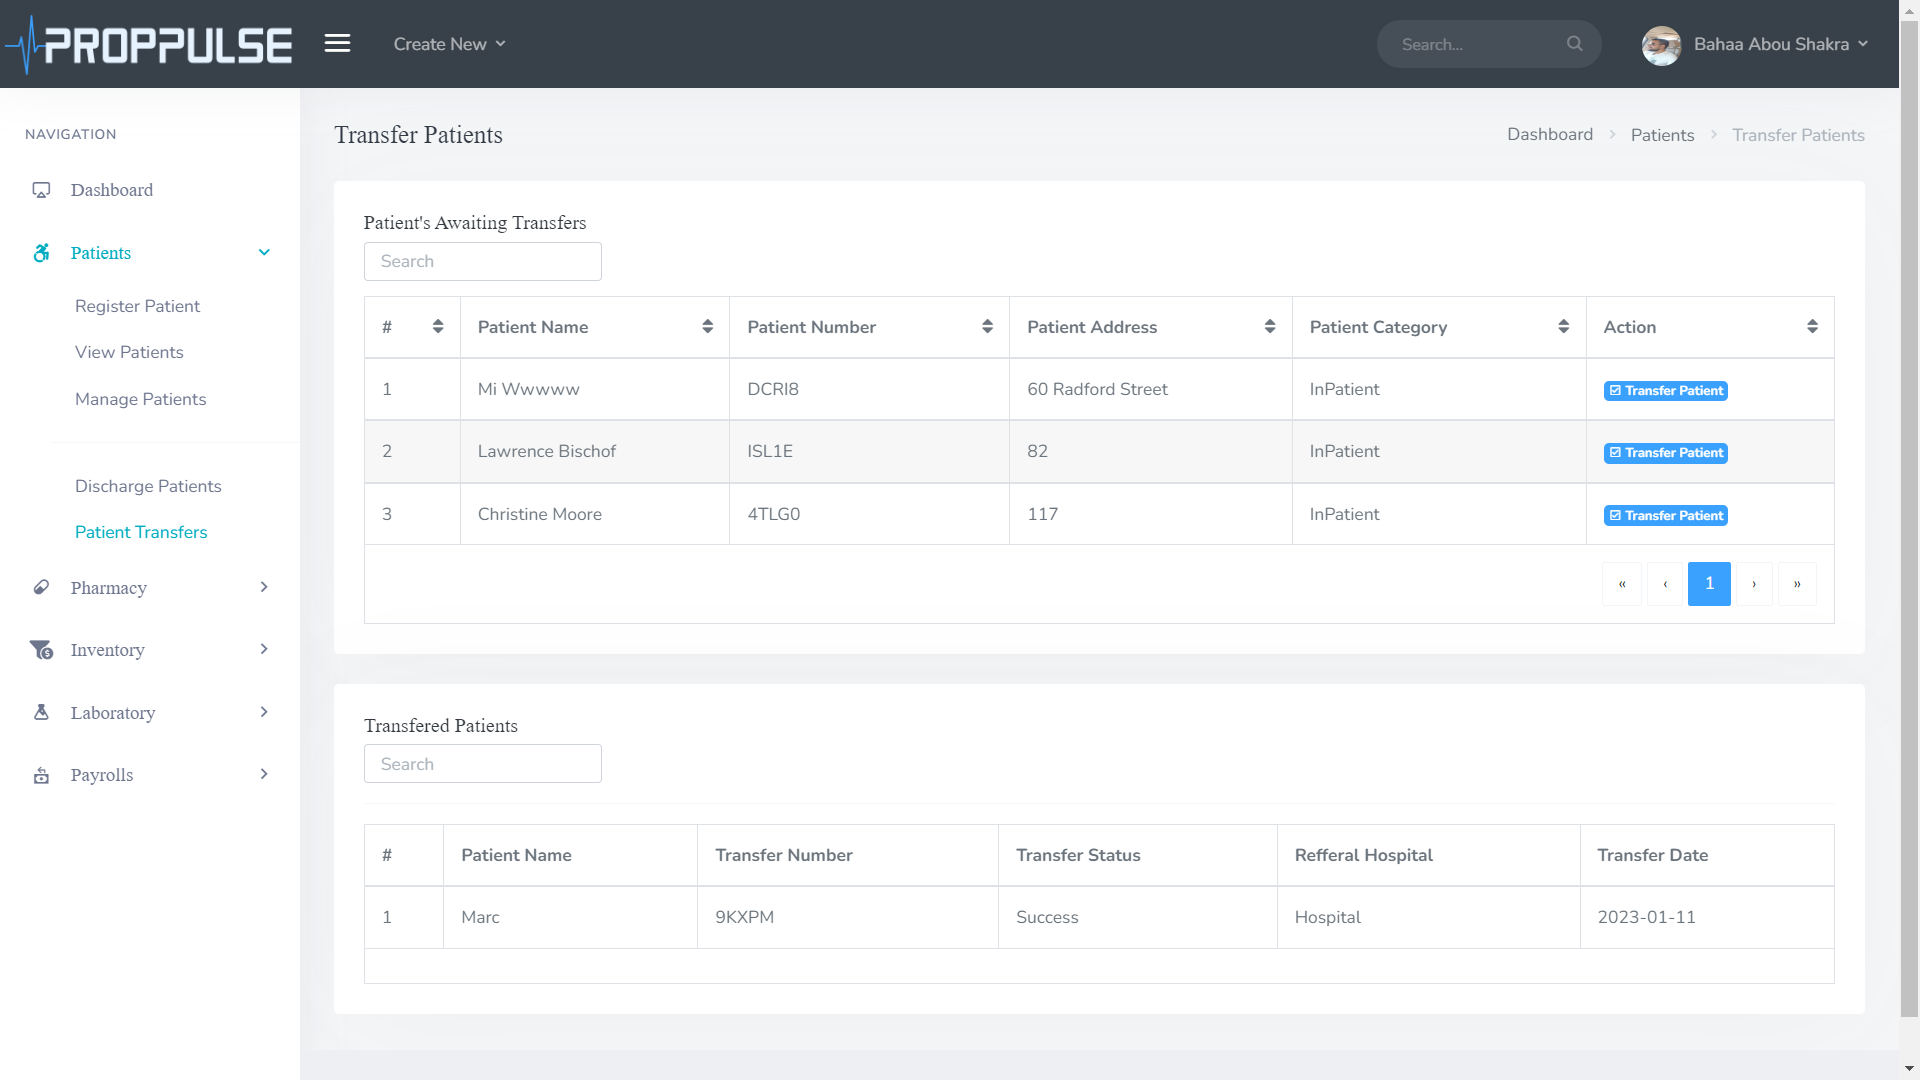 PROPPULSE
Create New
Search...
Bahaa Abou Shakra
NAVIGATION
Dashboard
Patients
Register Patient
View Patients
Manage Patients
Discharge Patients
Patient Transfers
Pharmacy
Inventory
Laboratory
Payrolls
Transfer Patients
Dashboard > Patients > Transfer Patients
Patient's Awaiting Transfers
Search
# Patient Name Patient Number Patient Address Patient Category Action
1 Mi Wwwww DCRI8 60 Radford Street InPatient Transfer Patient
2 Lawrence Bischof ISL1E 82 InPatient Transfer Patient
3 Christine Moore 4TLG0 117 InPatient Transfer Patient
« ‹ 1 › »
Transfered Patients
Search
# Patient Name Transfer Number Transfer Status Refferal Hospital Transfer Date
1 Marc 9KXPM Success Hospital 2023-01-11